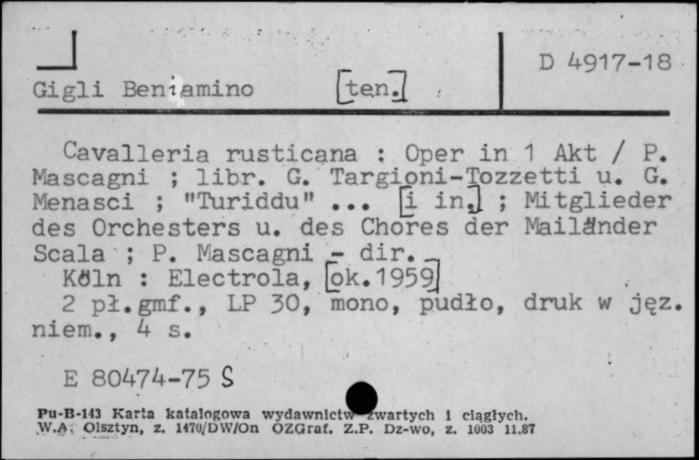 D 4917-18
Gigli Beniamino [ten.]
Cavalleria rusticana : Oper in 1 Akt / P.
Mascagni ; libr. G. Targioni-Tozzetti u. G.
Menasci ; "Turiddu" ... [i in.] ; Mitglieder
des Orchesters u. des Chores der Mailänder
Scala ; P. Mascagni - dir.
Köln : Electrola, [ok.1959]
2 pł.gmf., LP 30, mono, pudło, druk w jęz.
niem., 4 s.
E 80474-75 S
Pu-B-143 Karta katalogowa wydawnictw zwartych i ciągłych.
W.A. Olsztyn, z. 1470/DW/On OZGraf. Z.P. Dz-wo, z. 1003 11.87